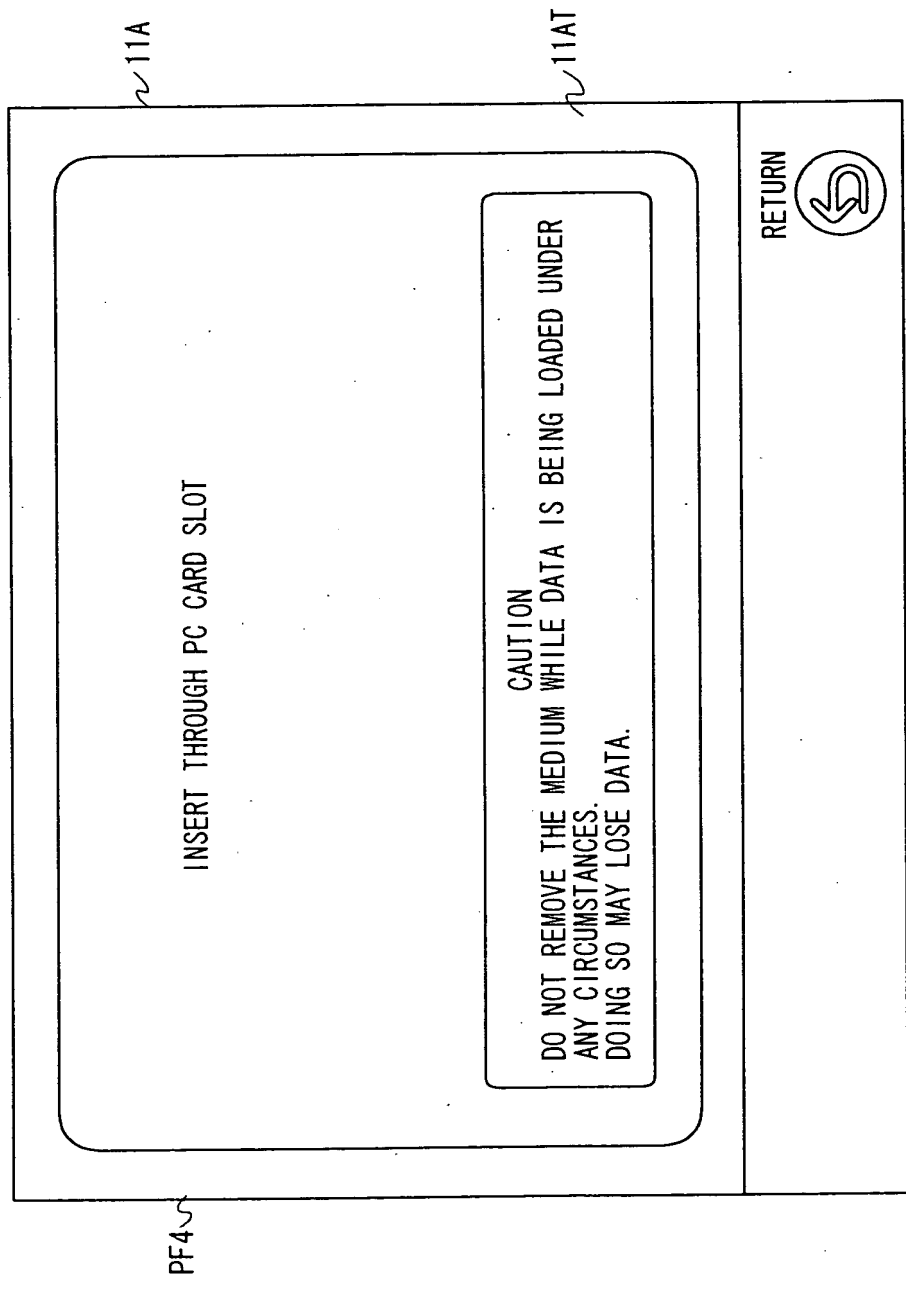 11A
11AT
PF4
INSERT THROUGH PC CARD SLOT
CAUTION
DO NOT REMOVE THE MEDIUM WHILE DATA IS BEING LOADED UNDER
ANY CIRCUMSTANCES.
DOING SO MAY LOSE DATA.
RETURN